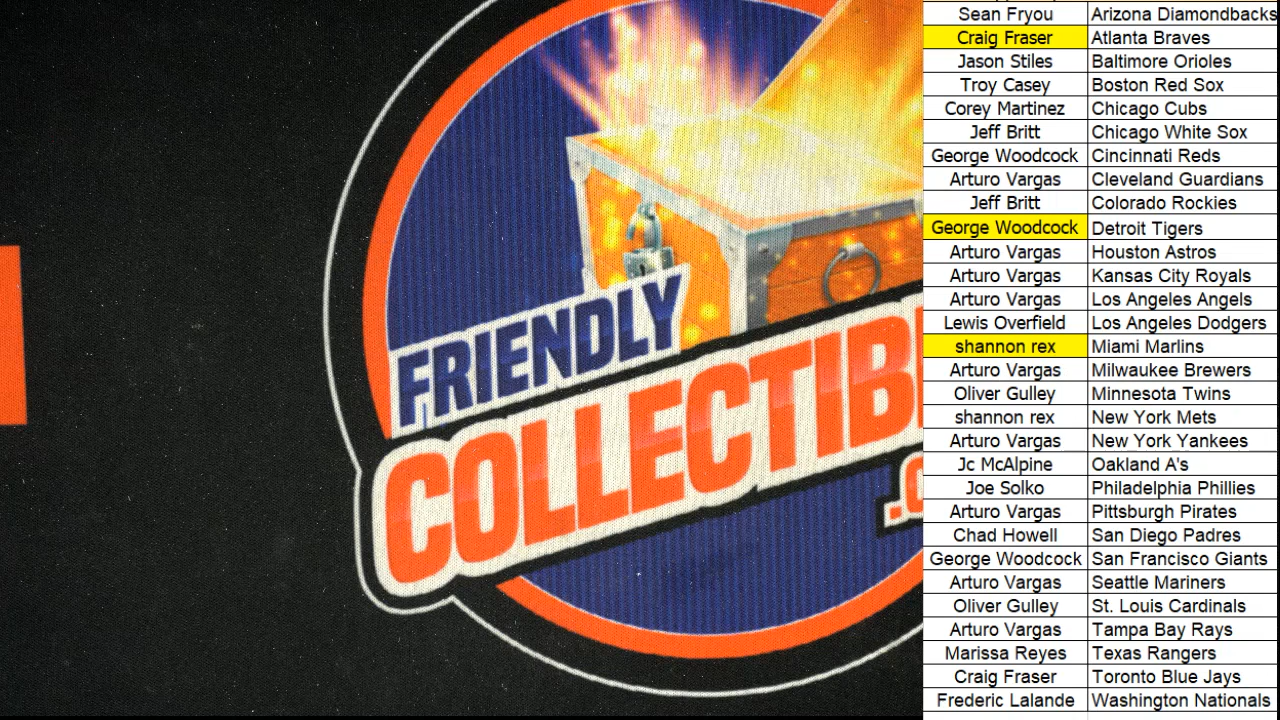 FRIENDLY
COLLECTIB
.c
Sean Fryou Arizona Diamondbacks
Craig Fraser Atlanta Braves
Jason Stiles Baltimore Orioles
Troy Casey Boston Red Sox
Corey Martinez Chicago Cubs
Jeff Britt Chicago White Sox
George Woodcock Cincinnati Reds
Arturo Vargas Cleveland Guardians
Jeff Britt Colorado Rockies
George Woodcock Detroit Tigers
Arturo Vargas Houston Astros
Arturo Vargas Kansas City Royals
Arturo Vargas Los Angeles Angels
Lewis Overfield Los Angeles Dodgers
shannon rex Miami Marlins
Arturo Vargas Milwaukee Brewers
Oliver Gulley Minnesota Twins
shannon rex New York Mets
Arturo Vargas New York Yankees
Jc McAlpine Oakland A's
Joe Solko Philadelphia Phillies
Arturo Vargas Pittsburgh Pirates
Chad Howell San Diego Padres
George Woodcock San Francisco Giants
Arturo Vargas Seattle Mariners
Oliver Gulley St. Louis Cardinals
Arturo Vargas Tampa Bay Rays
Marissa Reyes Texas Rangers
Craig Fraser Toronto Blue Jays
Frederic Lalande Washington Nationals